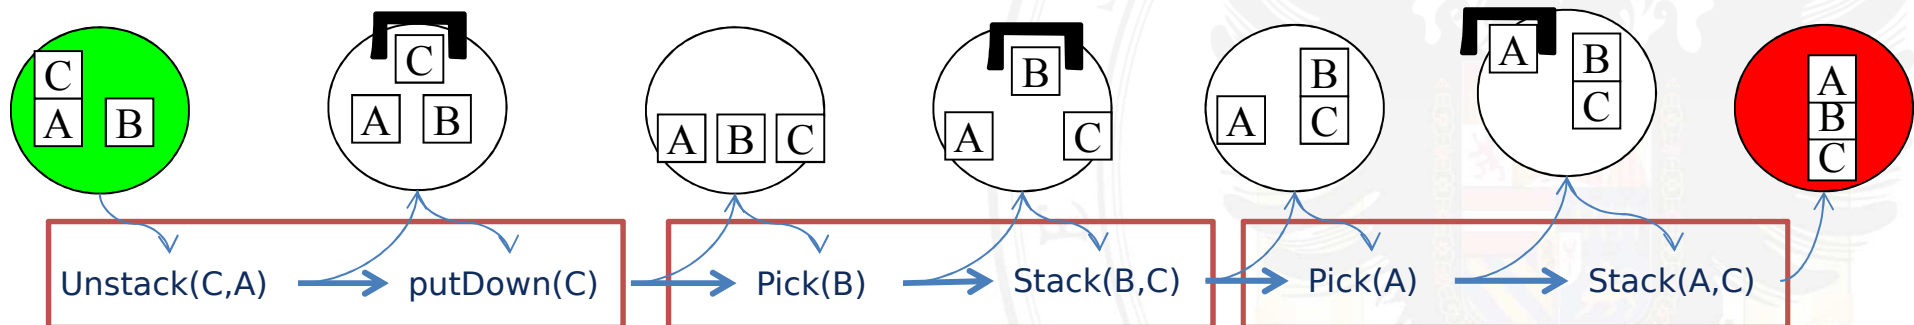 C
A B
C
A B
A B C
B
A C
B
A C
A B
C
A
B
C
Unstack(C,A)
putDown(C)
Pick(B)
Stack(B,C)
Pick(A)
Stack(A,C)